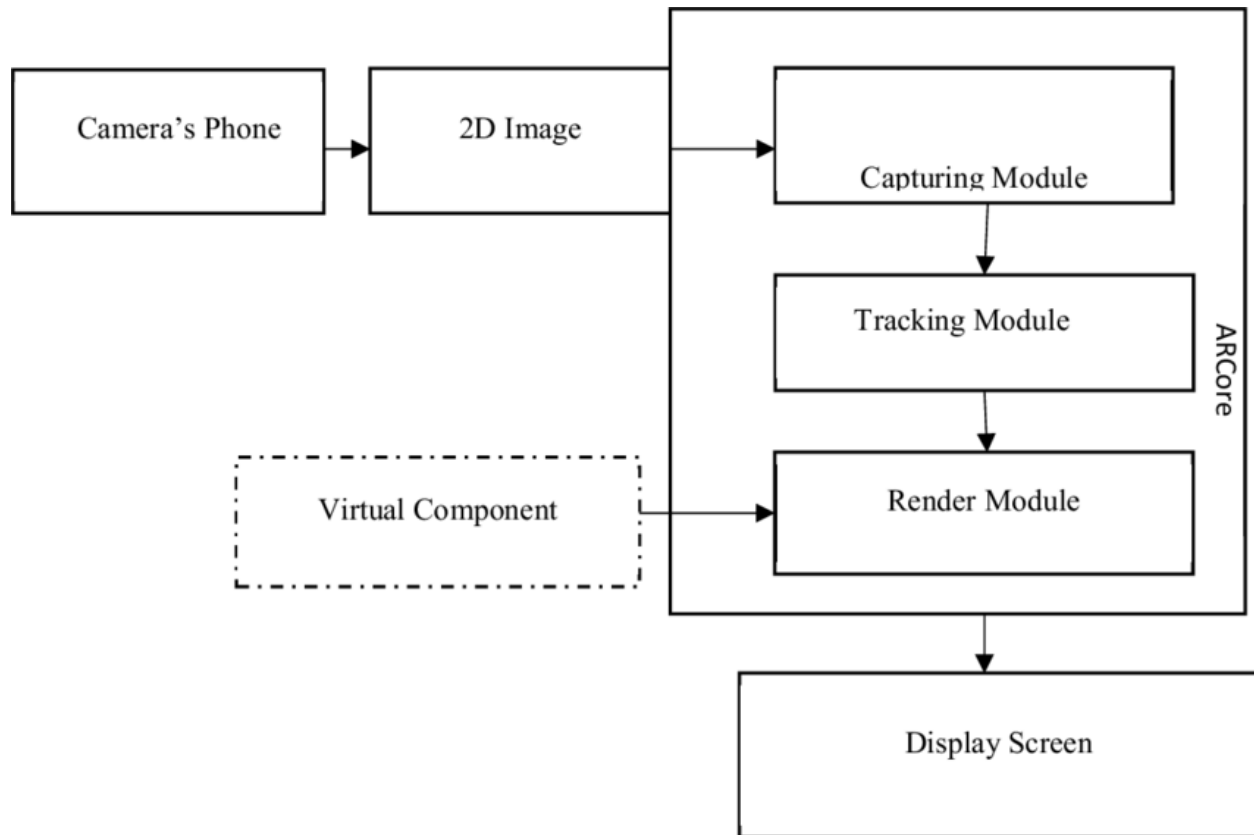 Camera’s Phone
2D Image
Capturing Module
Tracking Module
ARCore
Virtual Component
Render Module
Display Screen